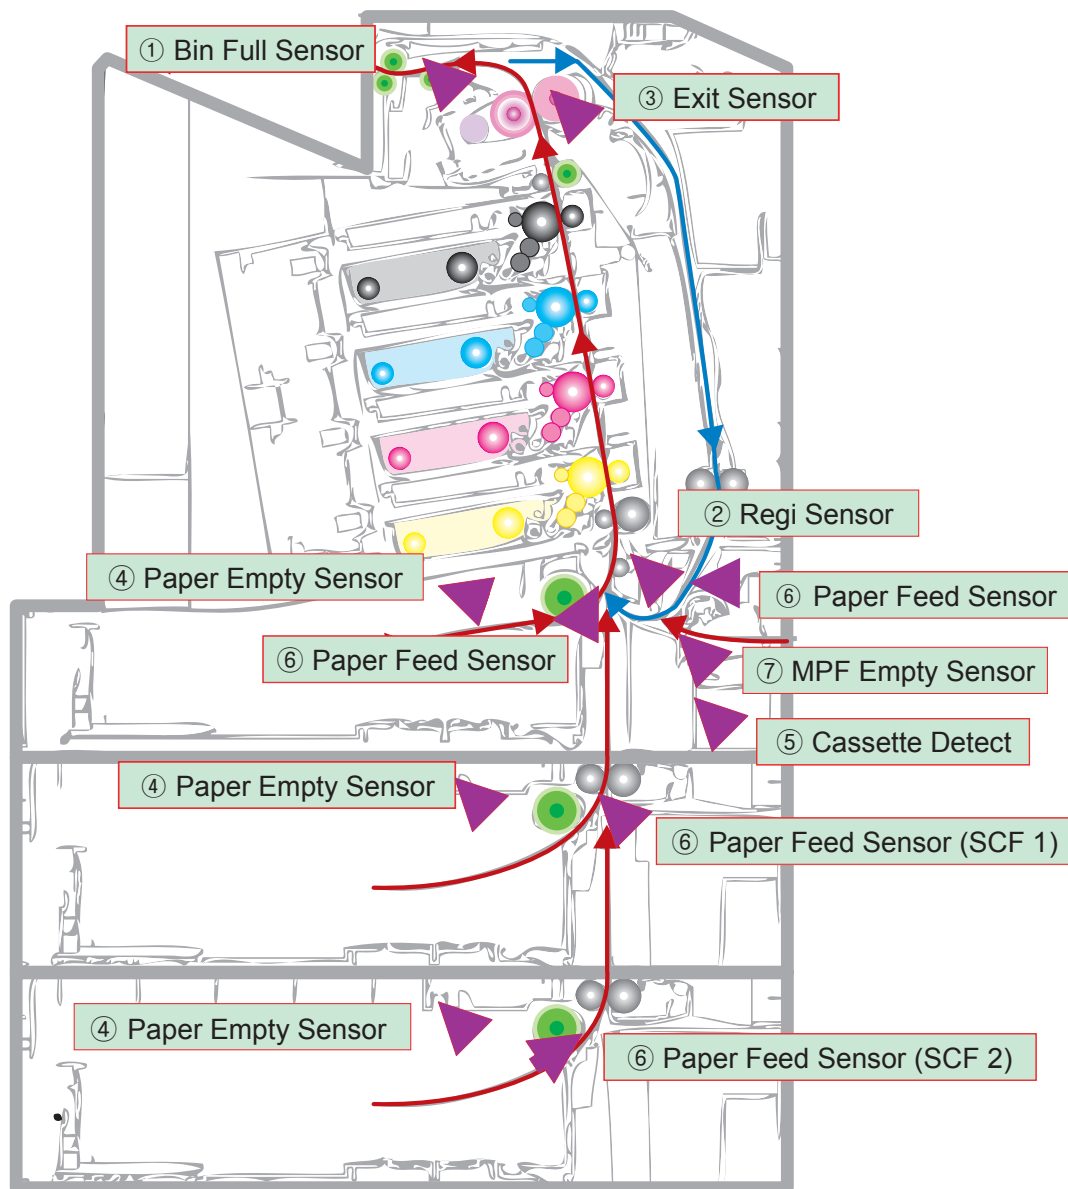 ① Bin Full Sensor
③ Exit Sensor
② Regi Sensor
④ Paper Empty Sensor
⑥ Paper Feed Sensor
⑥ Paper Feed Sensor
⑦ MPF Empty Sensor
⑤ Cassette Detect
④ Paper Empty Sensor
⑥ Paper Feed Sensor (SCF 1)
④ Paper Empty Sensor
⑥ Paper Feed Sensor (SCF 2)